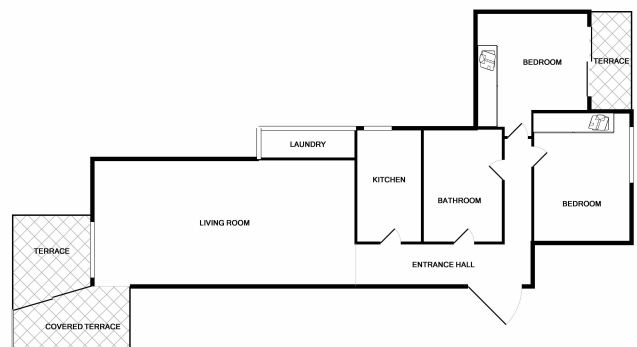 BEDROOM
TERRACE
LAUNDRY
KITCHEN
BATHROOM
BEDROOM
LIVING ROOM
TERRACE
ENTRANCE HALL
COVERED TERRACE